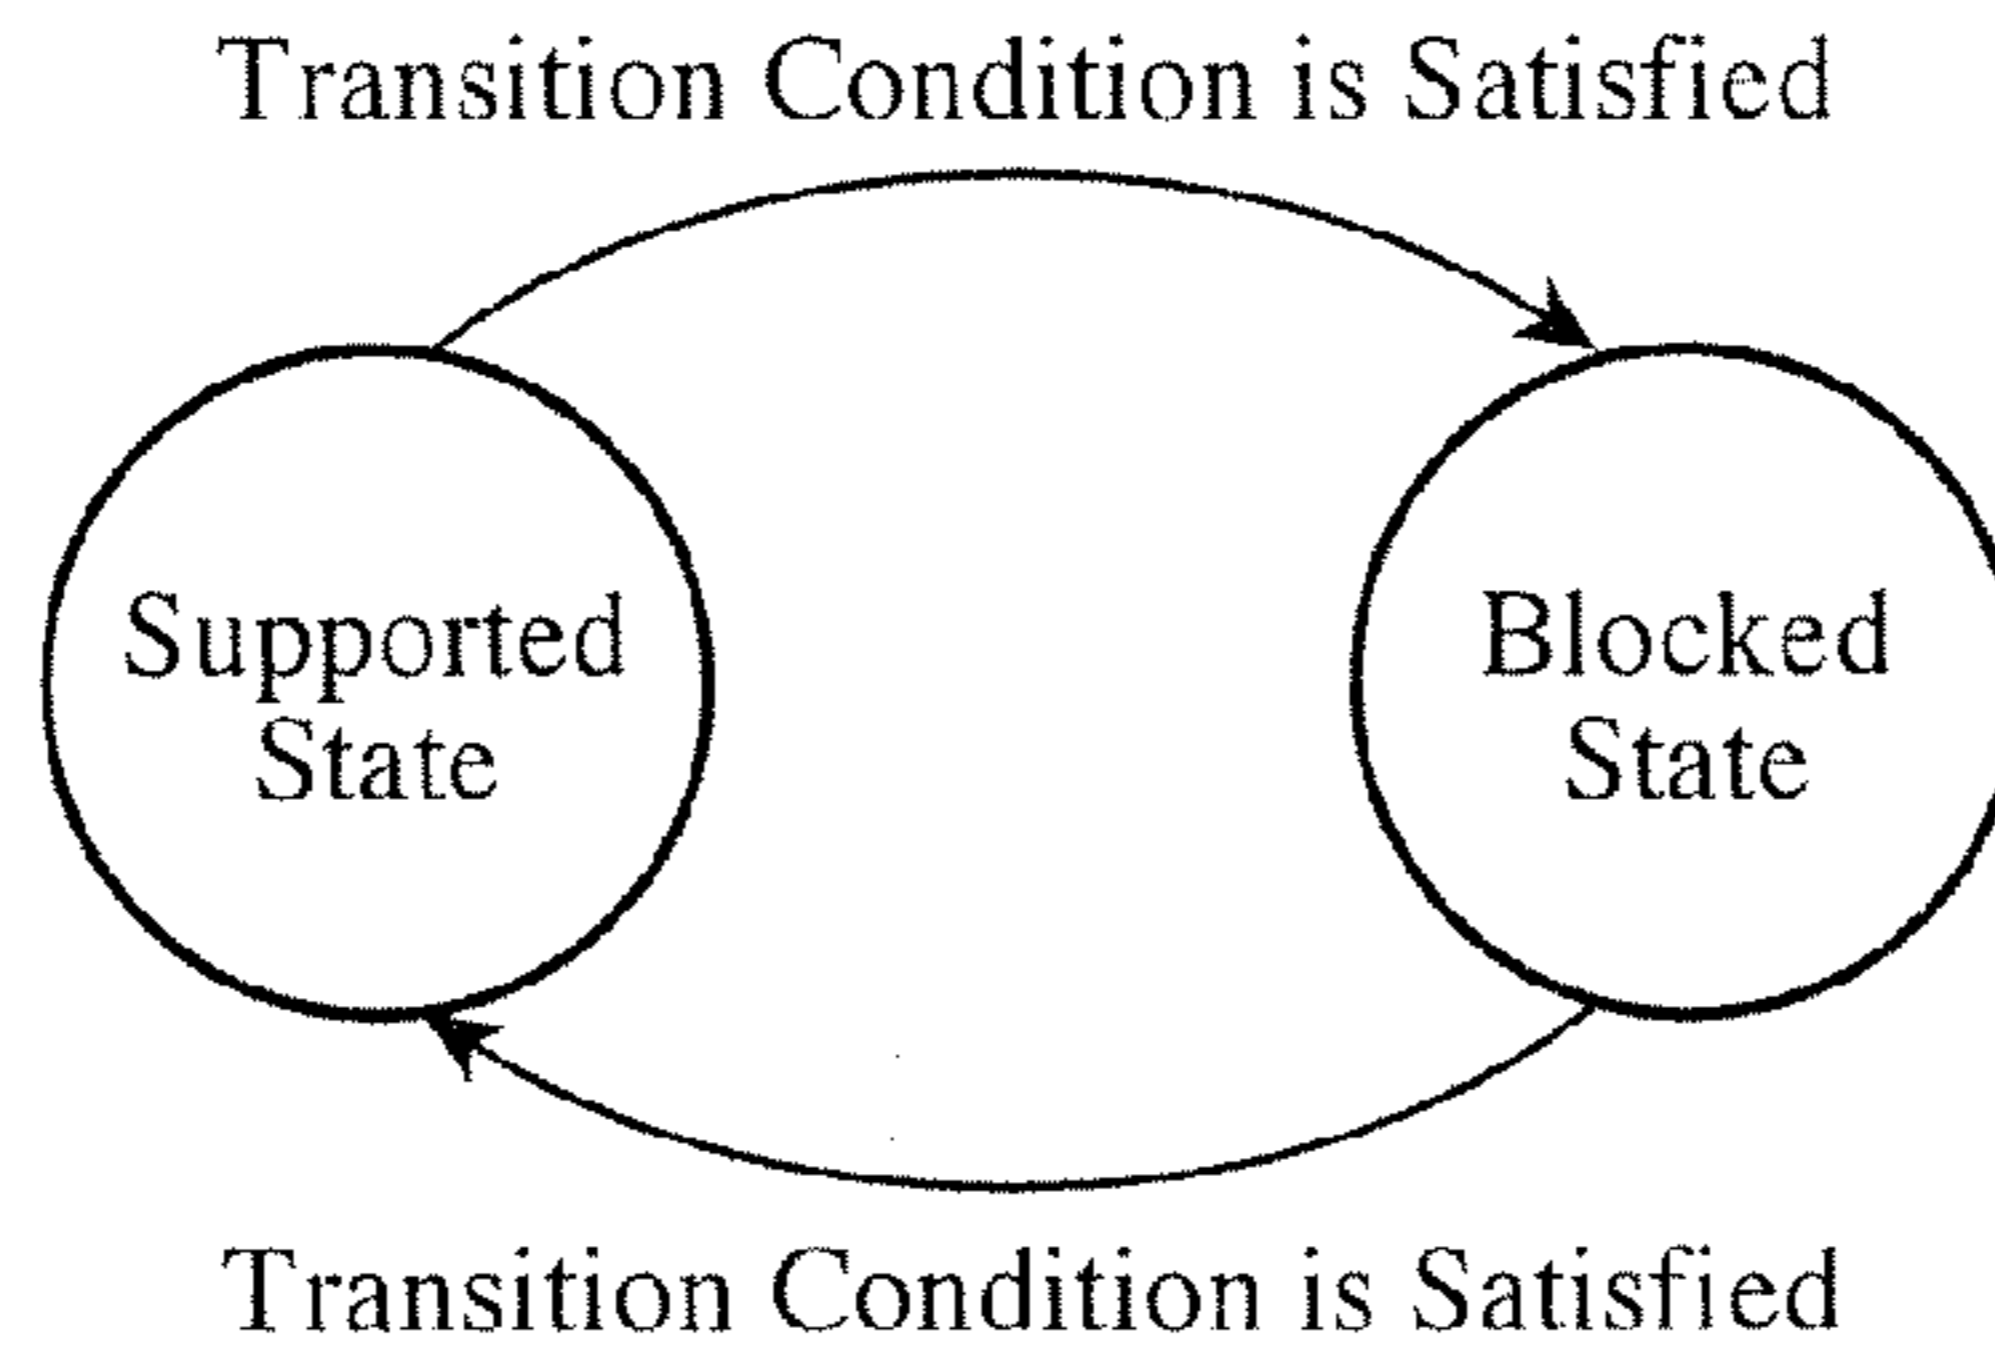 Transition Condition is Satisfied
Supported
State
Blocked
State
Transition Condition is Satisfied